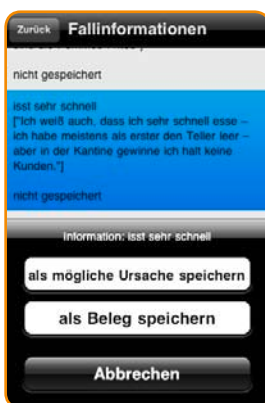 Zurück Fallinformationen
nicht gespeichert
isst sehr schnell
["Ich weiß auch, dass ich sehr schnell esse –
ich habe meistens als erster den Teller leer –
aber in der Kantine gewinne ich halt keine
Kunden."]
nicht gespeichert
Information: isst sehr schnell
als mögliche Ursache speichern
als Beleg speichern
Abbrechen